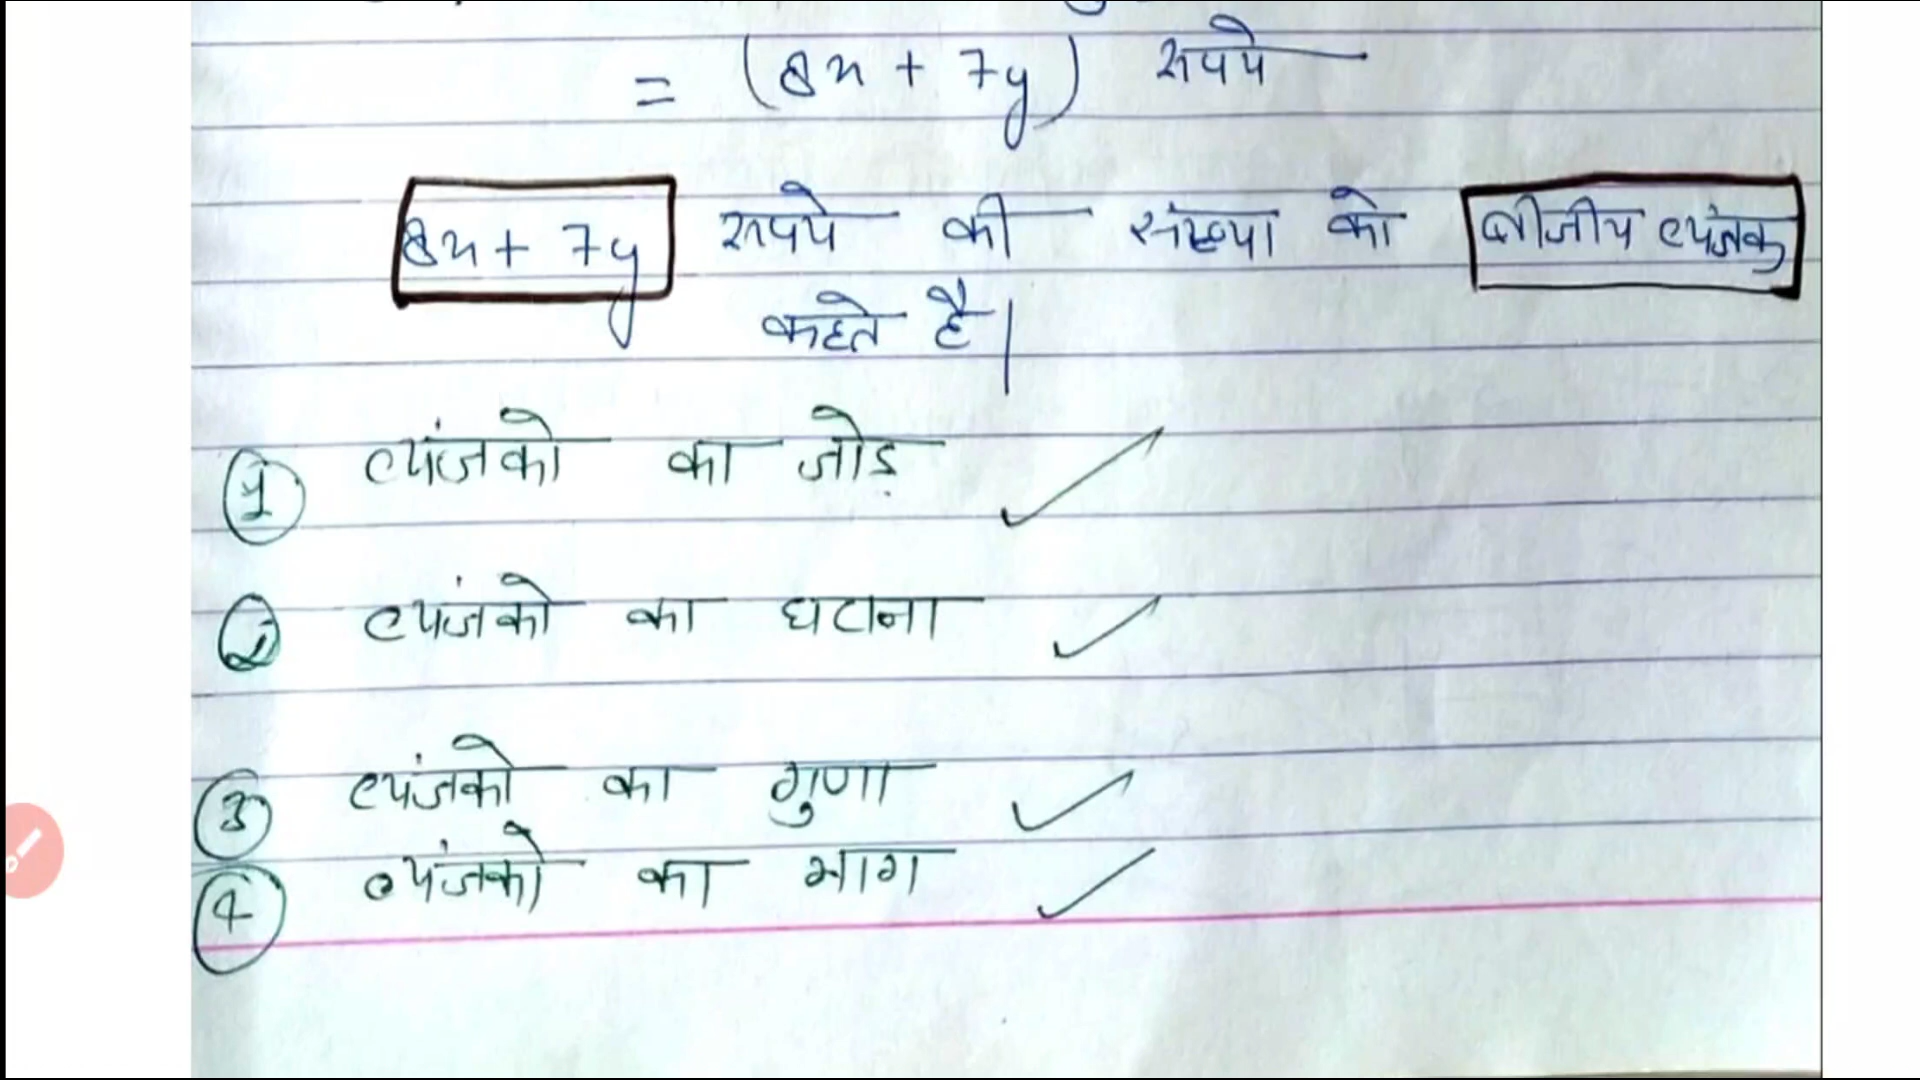 = (8x + 7y) रुपये
8x + 7y रुपये की संख्या को बीजीय व्यंजक
कहते है।
1 व्यंजको का जोड़
2 व्यंजको का घटाना
3 व्यंजको का गुणा
4 व्यंजको का भाग